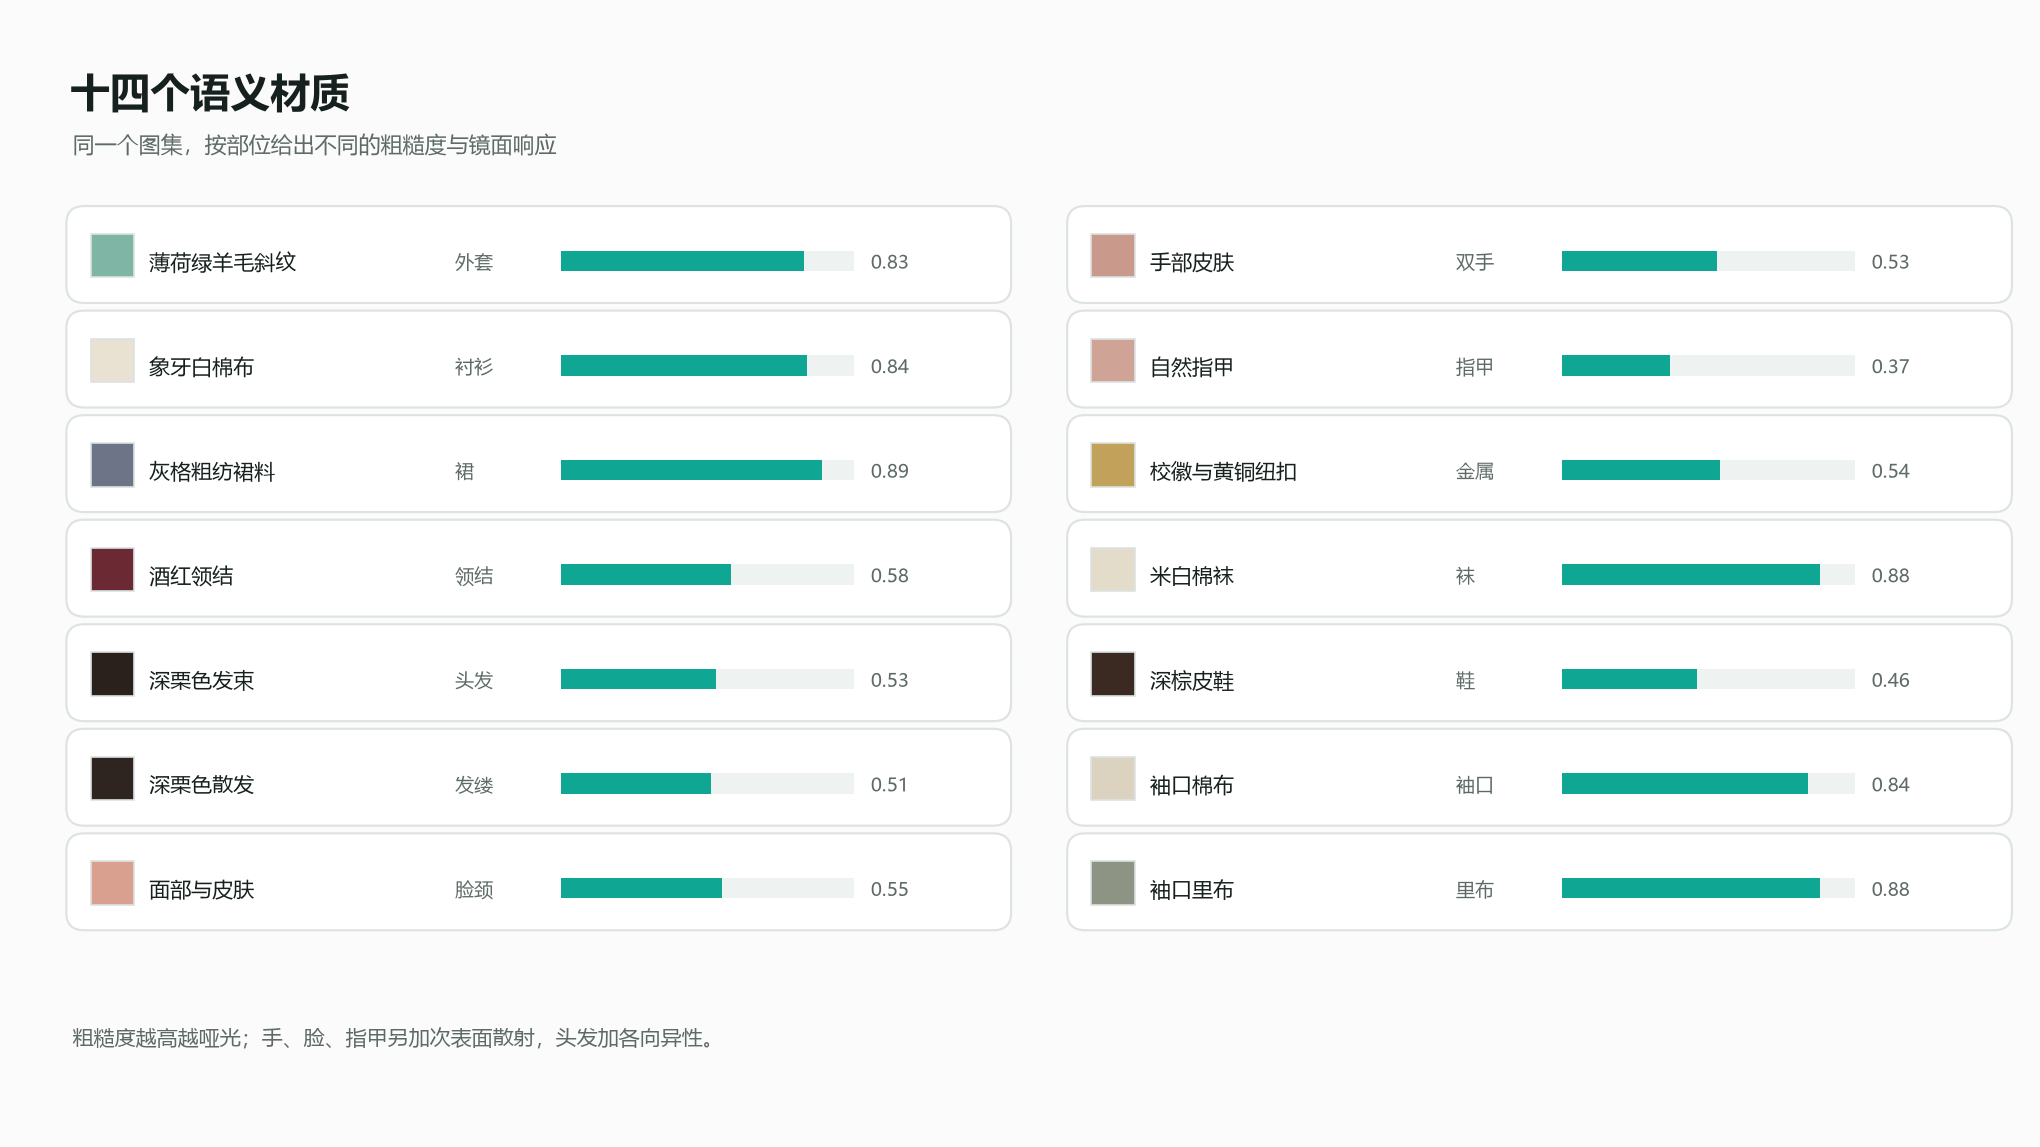 十四个语义材质
同一个图集，按部位给出不同的粗糙度与镜面响应
薄荷绿羊毛斜纹 外套 0.83
象牙白棉布 衬衫 0.84
灰格粗纺裙料 裙 0.89
酒红领结 领结 0.58
深栗色发束 头发 0.53
深栗色散发 发缕 0.51
面部与皮肤 脸颈 0.55
手部皮肤 双手 0.53
自然指甲 指甲 0.37
校徽与黄铜纽扣 金属 0.54
米白棉袜 袜 0.88
深棕皮鞋 鞋 0.46
袖口棉布 袖口 0.84
袖口里布 里布 0.88
粗糙度越高越哑光；手、脸、指甲另加次表面散射，头发加各向异性。